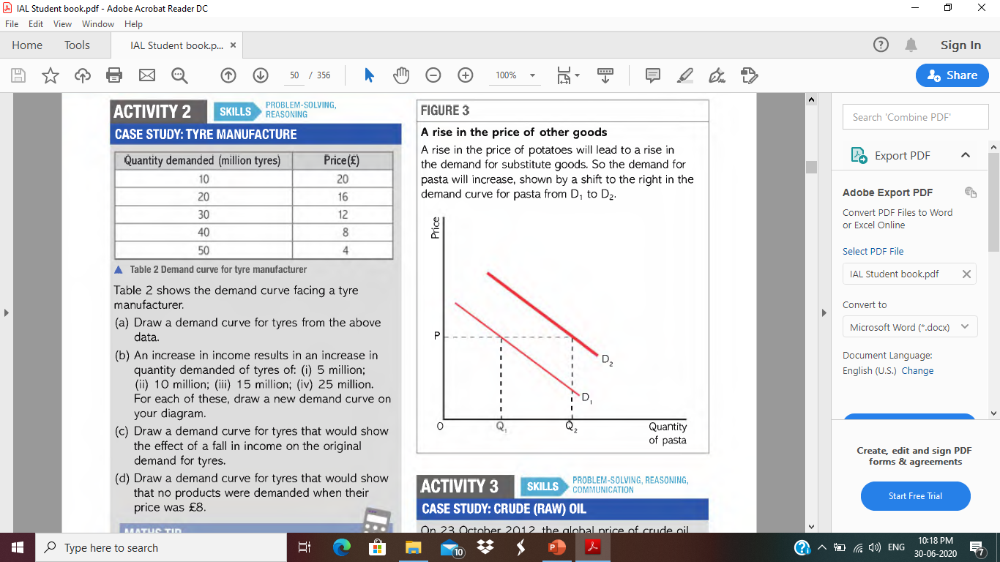 IAL Student book.pdf - Adobe Acrobat Reader DC
File Edit View Window Help
Home Tools IAL Student book.p... ×
Sign In
50 / 356
100%
Share
ACTIVITY 2
SKILLS
PROBLEM-SOLVING,
REASONING
CASE STUDY: TYRE MANUFACTURE
Quantity demanded (million tyres) Price(£)
10 20
20 16
30 12
40 8
50 4
▲ Table 2 Demand curve for tyre manufacturer
Table 2 shows the demand curve facing a tyre
manufacturer.
(a) Draw a demand curve for tyres from the above
data.
(b) An increase in income results in an increase in
quantity demanded of tyres of: (i) 5 million;
(ii) 10 million; (iii) 15 million; (iv) 25 million.
For each of these, draw a new demand curve on
your diagram.
(c) Draw a demand curve for tyres that would show
the effect of a fall in income on the original
demand for tyres.
(d) Draw a demand curve for tyres that would show
that no products were demanded when their
price was £8.
MATHS TIP
FIGURE 3
A rise in the price of other goods
A rise in the price of potatoes will lead to a rise in
the demand for substitute goods. So the demand for
pasta will increase, shown by a shift to the right in the
demand curve for pasta from D₁ to D₂.
Price
P
D₂
D₁
O Q₁ Q₂ Quantity
of pasta
ACTIVITY 3
SKILLS
PROBLEM-SOLVING, REASONING,
COMMUNICATION
CASE STUDY: CRUDE (RAW) OIL
On 23 October 2012, the global price of crude oil
Search 'Combine PDF'
Export PDF
Adobe Export PDF
Convert PDF Files to Word
or Excel Online
Select PDF File
IAL Student book.pdf
Convert to
Microsoft Word (*.docx)
Document Language:
English (U.S.) Change
Create, edit and sign PDF
forms & agreements
Start Free Trial
Type here to search
10
ENG
10:18 PM
30-06-2020
7